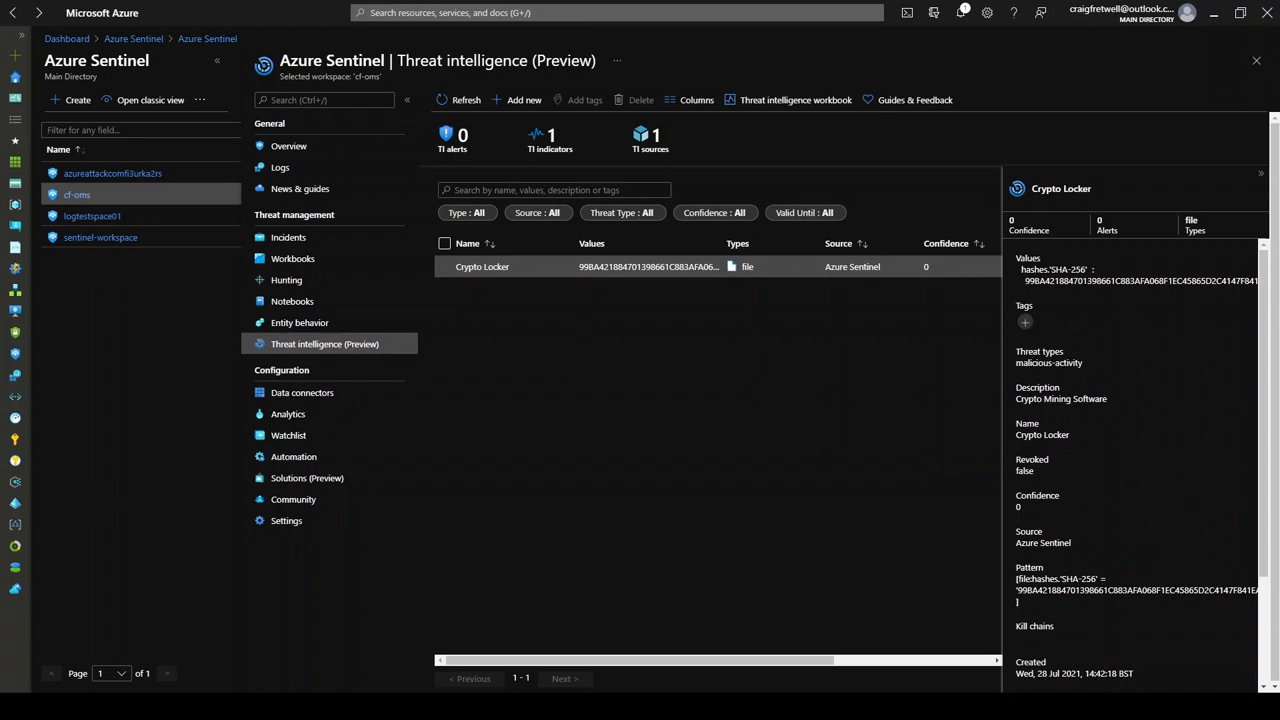 Microsoft Azure
Search resources, services, and docs (G+/)
1
craigfretwell@outlook.c...
MAIN DIRECTORY
Dashboard > Azure Sentinel > Azure Sentinel
Azure Sentinel
Main Directory
Create
Open classic view
Filter for any field...
Name
azureattackcomfi3urka2rs
cf-oms
logtestspace01
sentinel-workspace
< Page 1 of 1 >
Azure Sentinel | Threat intelligence (Preview)
Selected workspace: 'cf-oms'
Search (Ctrl+/)
General
Overview
Logs
News & guides
Threat management
Incidents
Workbooks
Hunting
Notebooks
Entity behavior
Threat intelligence (Preview)
Configuration
Data connectors
Analytics
Watchlist
Automation
Solutions (Preview)
Community
Settings
Refresh Add new Add tags Delete Columns Threat intelligence workbook Guides & Feedback
0 1 1
TI alerts TI indicators TI sources
Search by name, values, description or tags
Type : All Source : All Threat Type : All Confidence : All Valid Until : All
Name Values Types Source Confidence
Crypto Locker 99BA421884701398661C883AFA06... file Azure Sentinel 0
< Previous 1 - 1 Next >
Crypto Locker
0 0 file
Confidence Alerts Types
Values
hashes.'SHA-256' :
99BA421884701398661C883AFA068F1EC45865D2C4147F841
Tags
Threat types
malicious-activity
Description
Crypto Mining Software
Name
Crypto Locker
Revoked
false
Confidence
0
Source
Azure Sentinel
Pattern
[file:hashes.'SHA-256' =
'99BA421884701398661C883AFA068F1EC45865D2C4147F841EA
]
Kill chains
Created
Wed, 28 Jul 2021, 14:42:18 BST